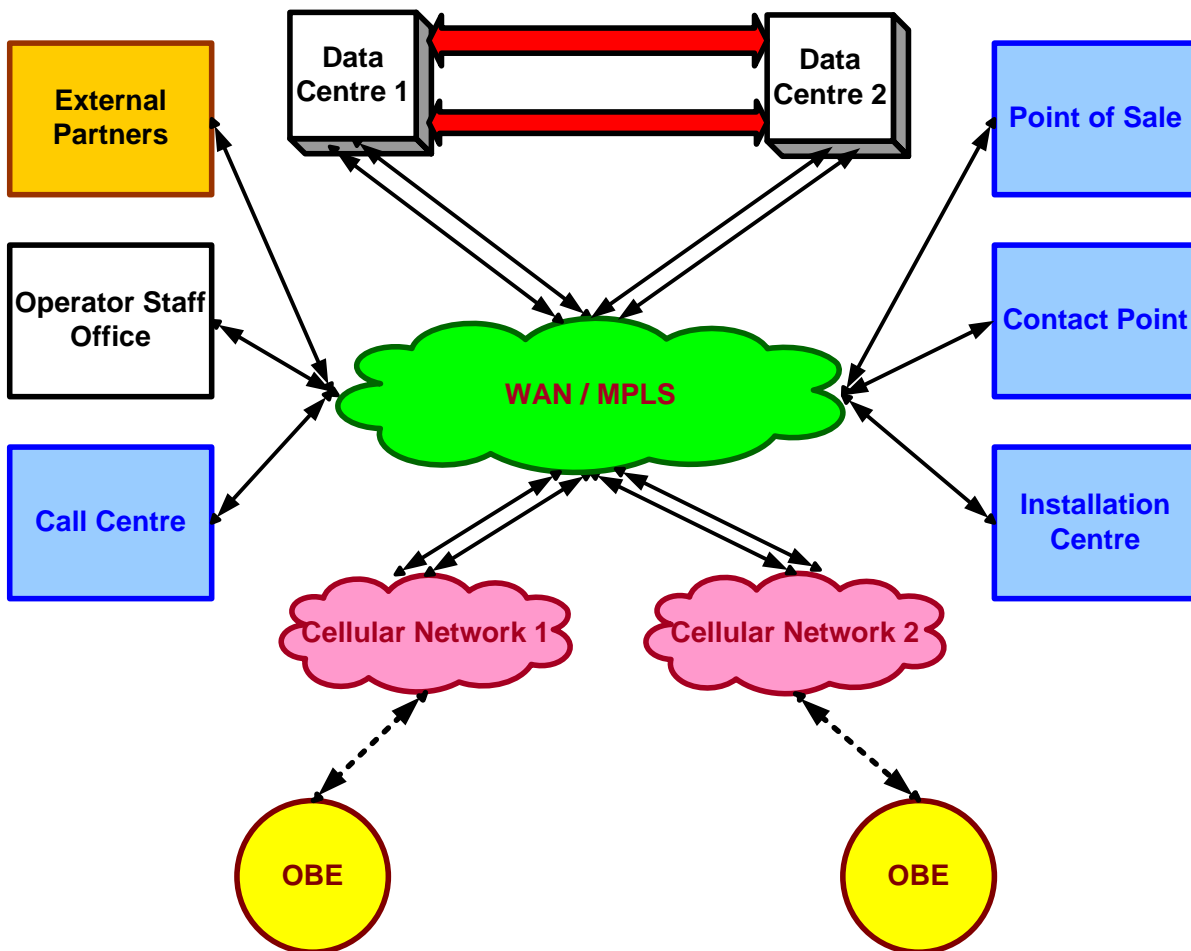 Data
Centre 1
Data
Centre 2
External
Partners
Point of Sale
Operator Staff
Office
Contact Point
WAN / MPLS
Call Centre
Installation
Centre
Cellular Network 1
Cellular Network 2
OBE
OBE